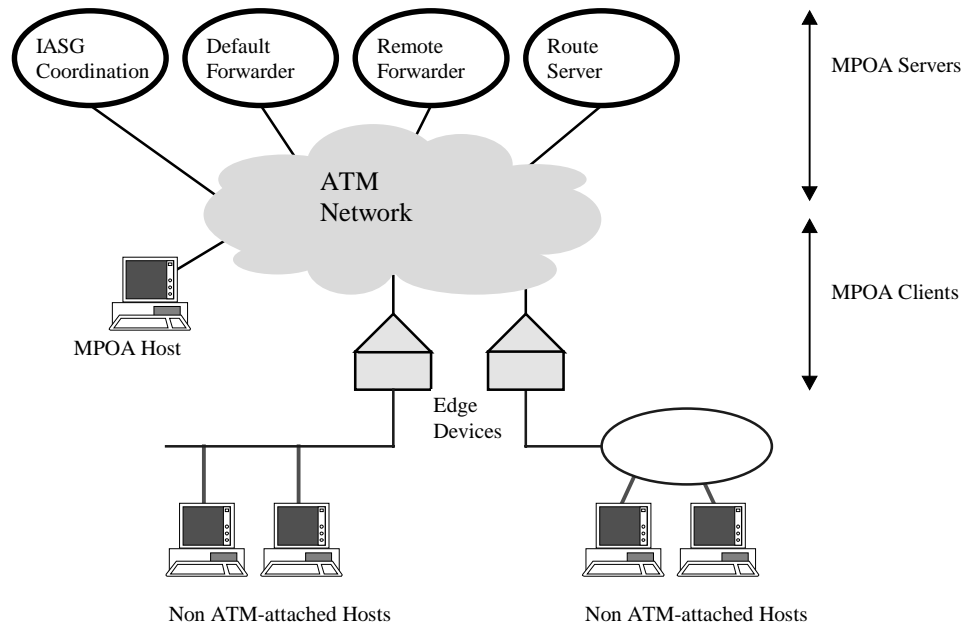 IASG
Coordination
Default
Forwarder
Remote
Forwarder
Route
Server
MPOA Servers
ATM
Network
MPOA Clients
MPOA Host
Edge
Devices
Non ATM-attached Hosts
Non ATM-attached Hosts